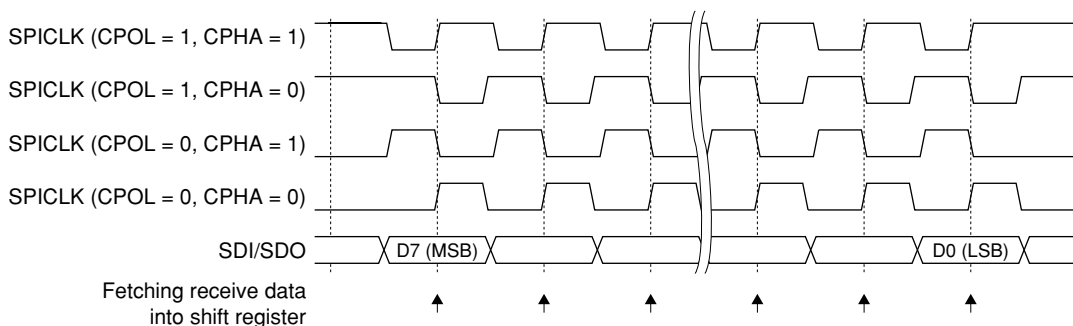 SPICLK (CPOL = 1, CPHA = 1)
SPICLK (CPOL = 1, CPHA = 0)
SPICLK (CPOL = 0, CPHA = 1)
SPICLK (CPOL = 0, CPHA = 0)
SDI/SDO D7 (MSB) D0 (LSB)
Fetching receive data
into shift register